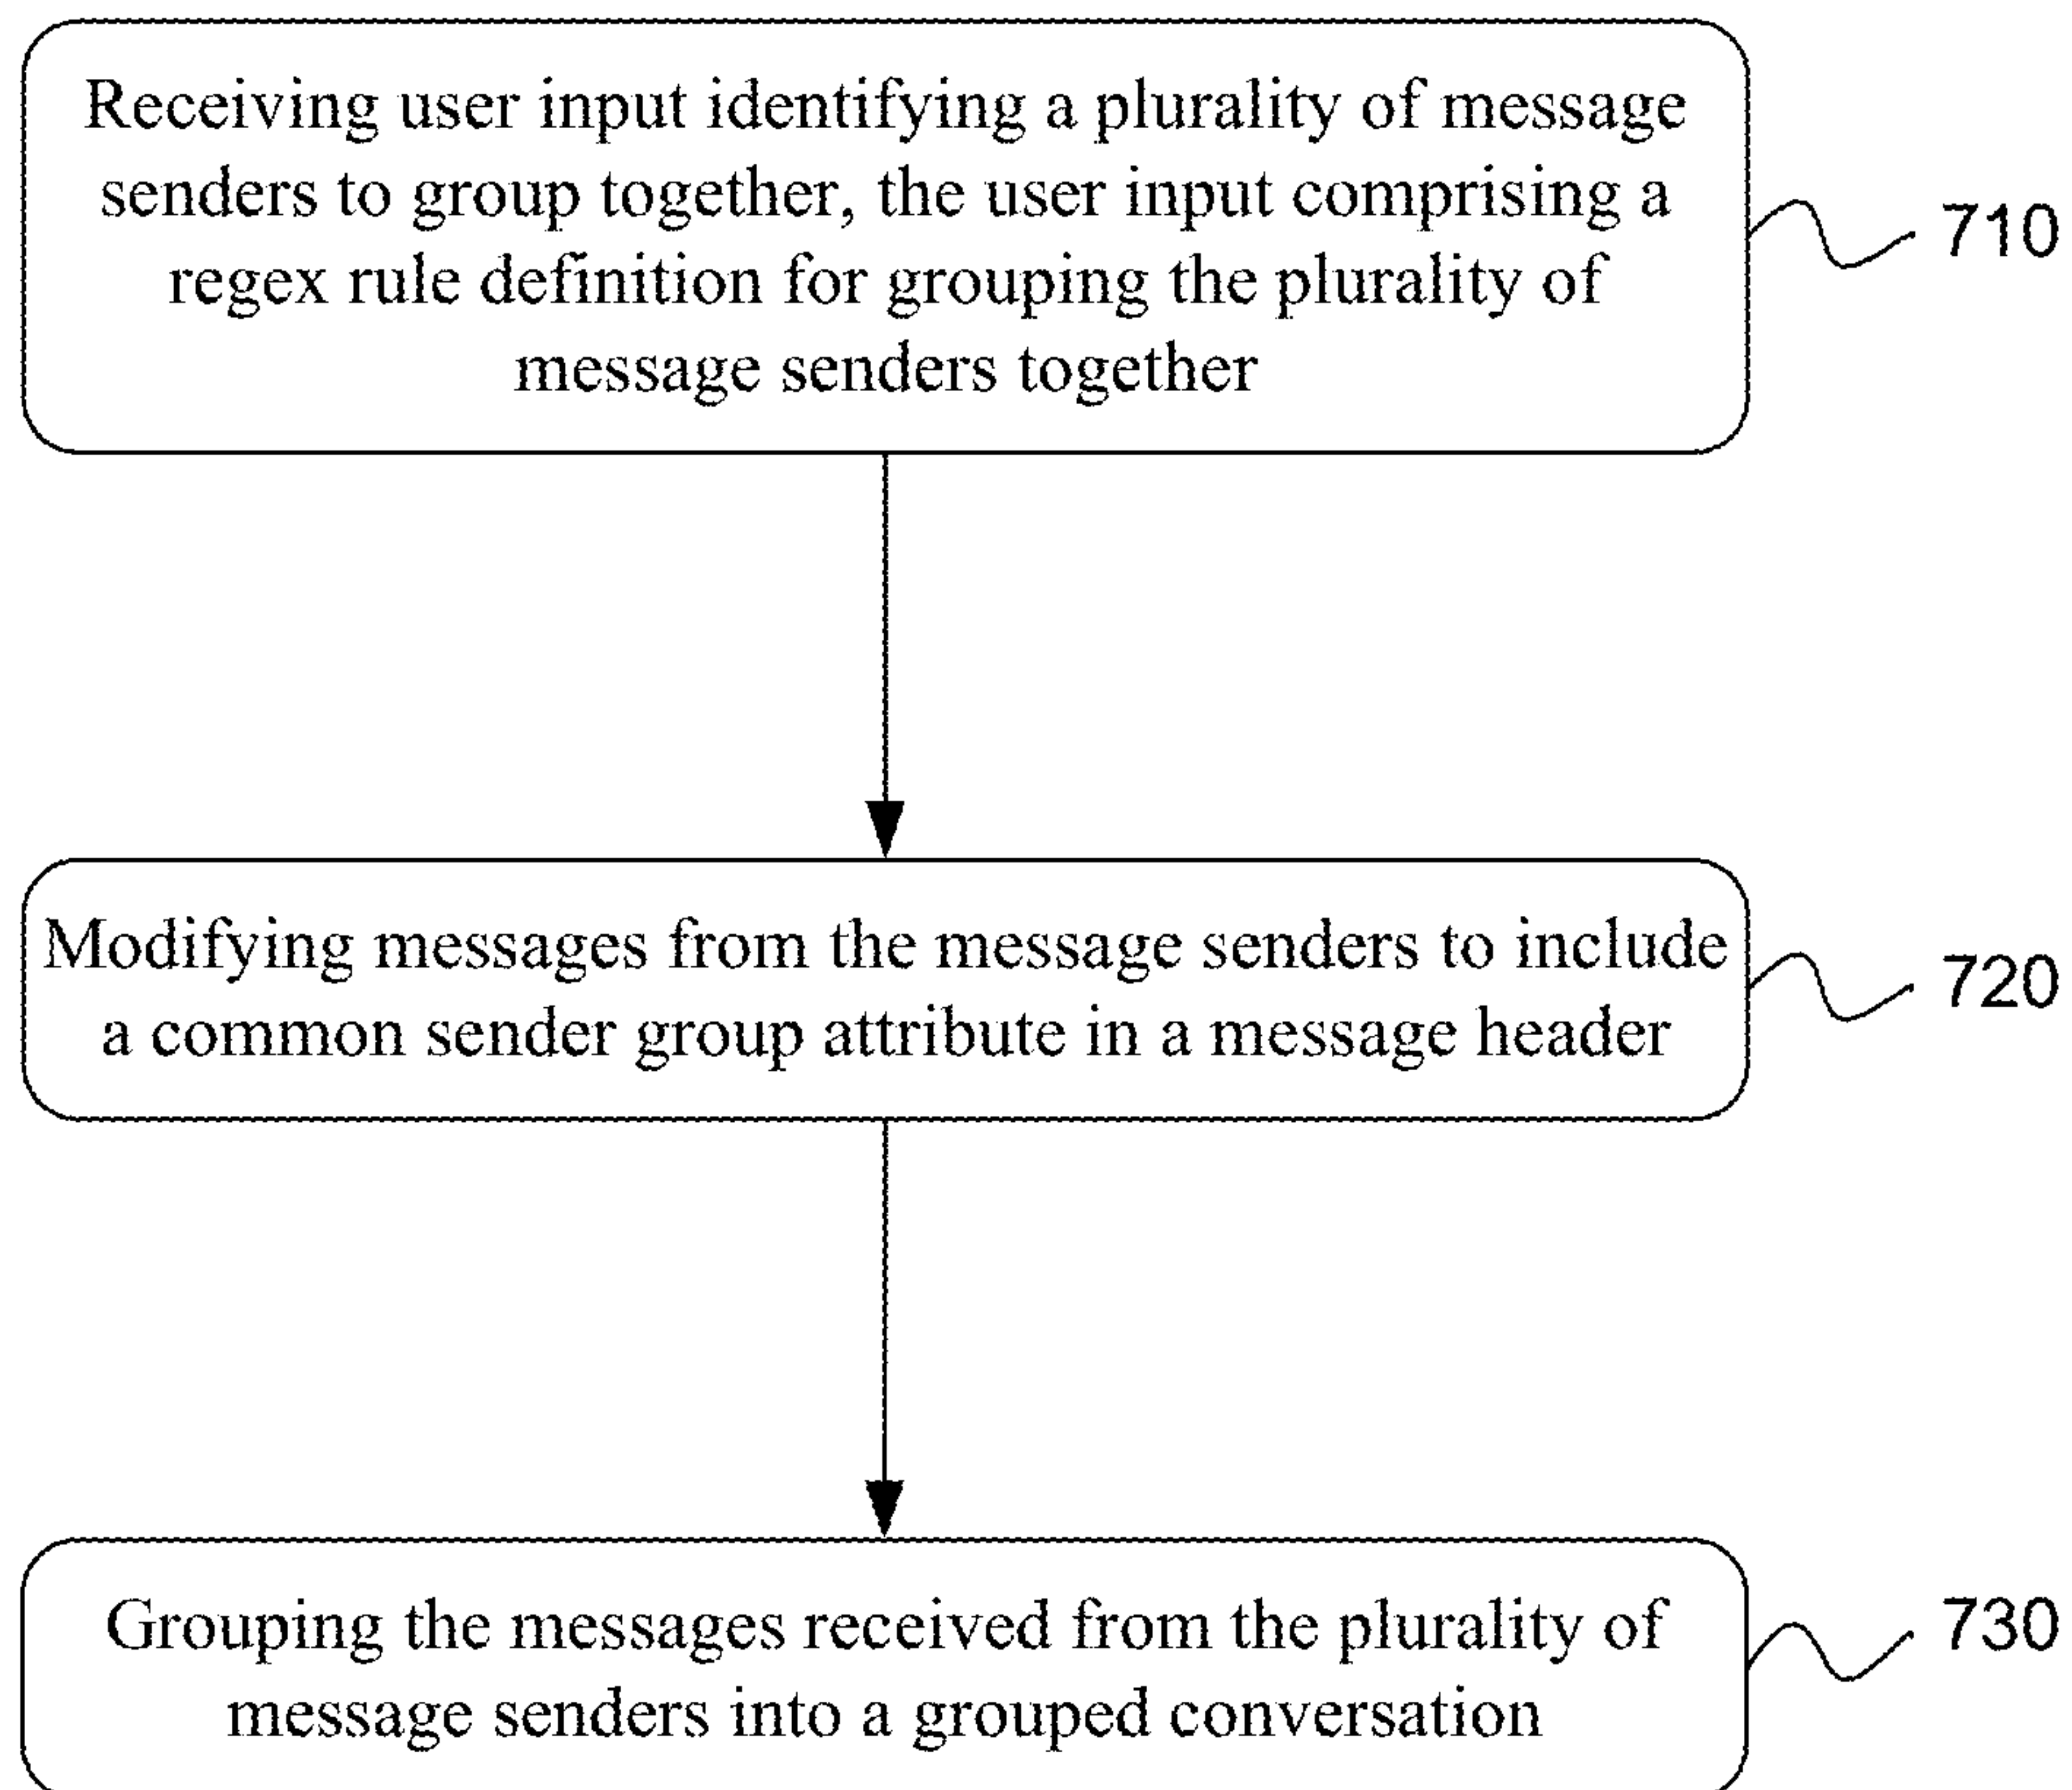 Receiving user input identifying a plurality of message
senders to group together, the user input comprising a
regex rule definition for grouping the plurality of
message senders together
710
Modifying messages from the message senders to include
a common sender group attribute in a message header
720
Grouping the messages received from the plurality of
message senders into a grouped conversation
730